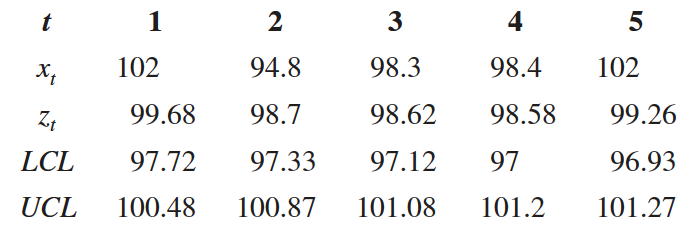 t 1 2 3 4 5
xt 102 94.8 98.3 98.4 102
zt 99.68 98.7 98.62 98.58 99.26
LCL 97.72 97.33 97.12 97 96.93
UCL 100.48 100.87 101.08 101.2 101.27